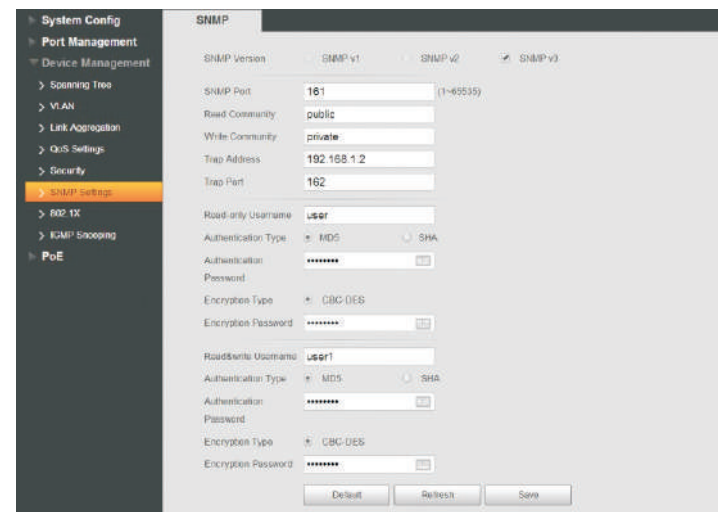 System Config
Port Management
Device Management
Spanning Tree
VLAN
Link Aggregation
QoS Settings
Security
SNMP Settings
802.1X
IGMP Snooping
PoE
SNMP
SNMP Version SNMP v1 SNMP v2 SNMP v3
SNMP Port 161 (1~65535)
Read Community public
Write Community private
Trap Address 192.168.1.2
Trap Port 162
Read-only Username user
Authentication Type MD5 SHA
Authentication Password ••••••••
Encryption Type CBC-DES
Encryption Password ••••••••
Read&write Username user1
Authentication Type MD5 SHA
Authentication Password ••••••••
Encryption Type CBC-DES
Encryption Password ••••••••
Default Refresh Save